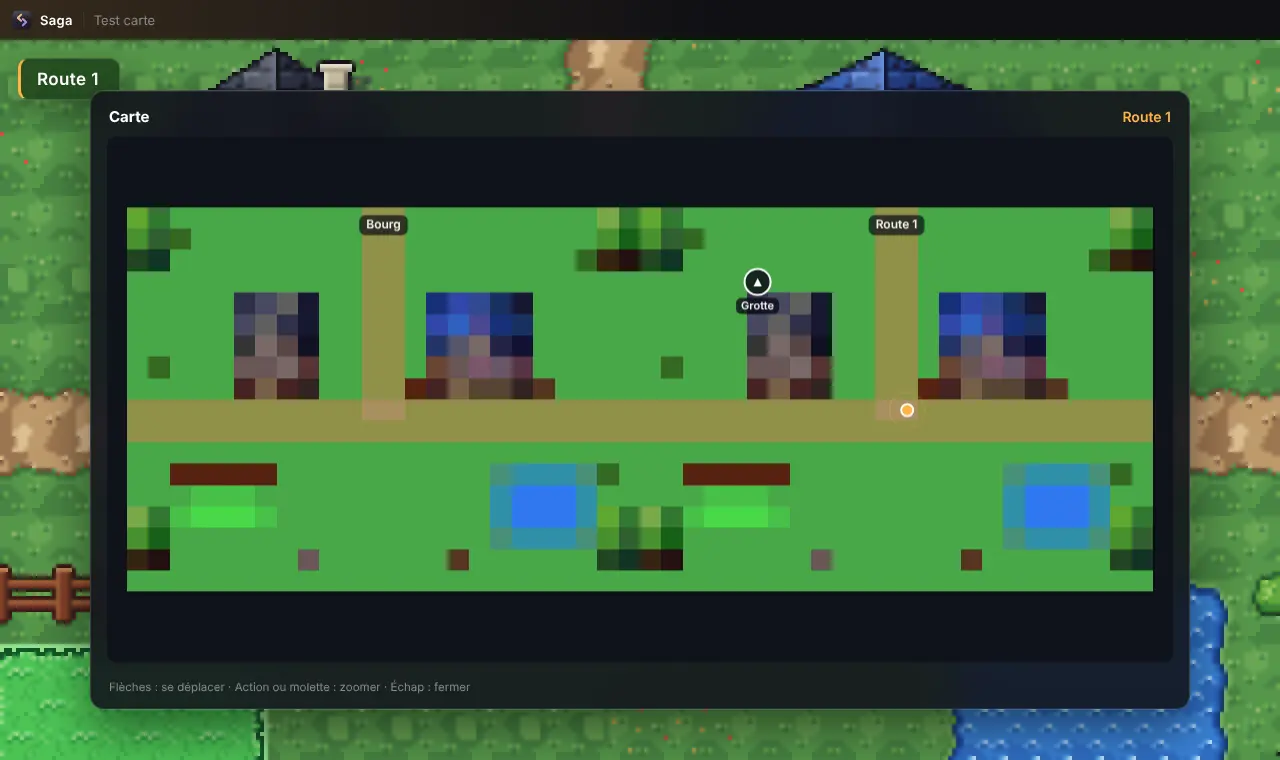 Saga Test carte
Route 1
Carte
Route 1
Bourg
Route 1
Grotte
Flèches : se déplacer · Action ou molette : zoomer · Échap : fermer